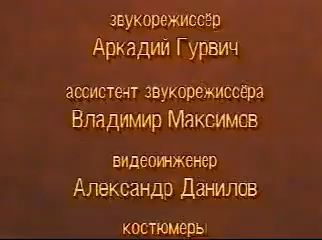 звукорежиссёр
Аркадий Гурвич
ассистент звукорежиссёра
Владимир Максимов
видеоинженер
Александр Данилов
костюмеры